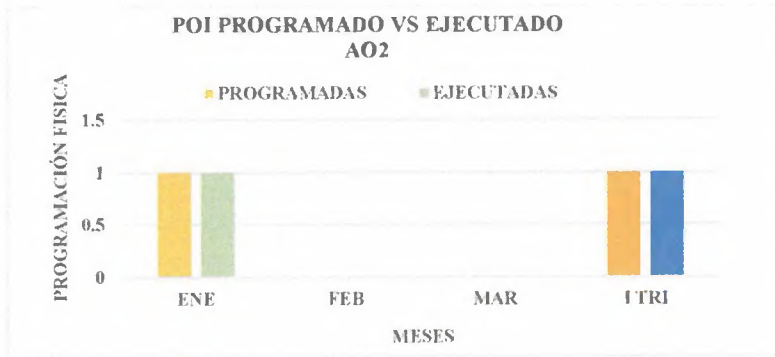 POI PROGRAMADO VS EJECUTADO
AO2
PROGRAMADAS EJECUTADAS
PROGRAMACIÓN FISICA
1.5
1
0.5
0
ENE FEB MAR I TRI
MESES